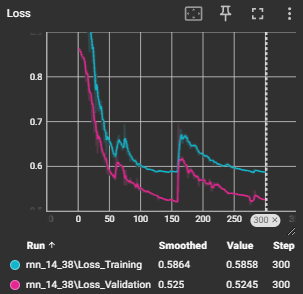 Loss
0.8
0.7
0.6
0 50 100 150 200 250 300
Run ↑ Smoothed Value Step
rnn_14_38\Loss_Training 0.5864 0.5858 300
rnn_14_38\Loss_Validation 0.525 0.5245 300